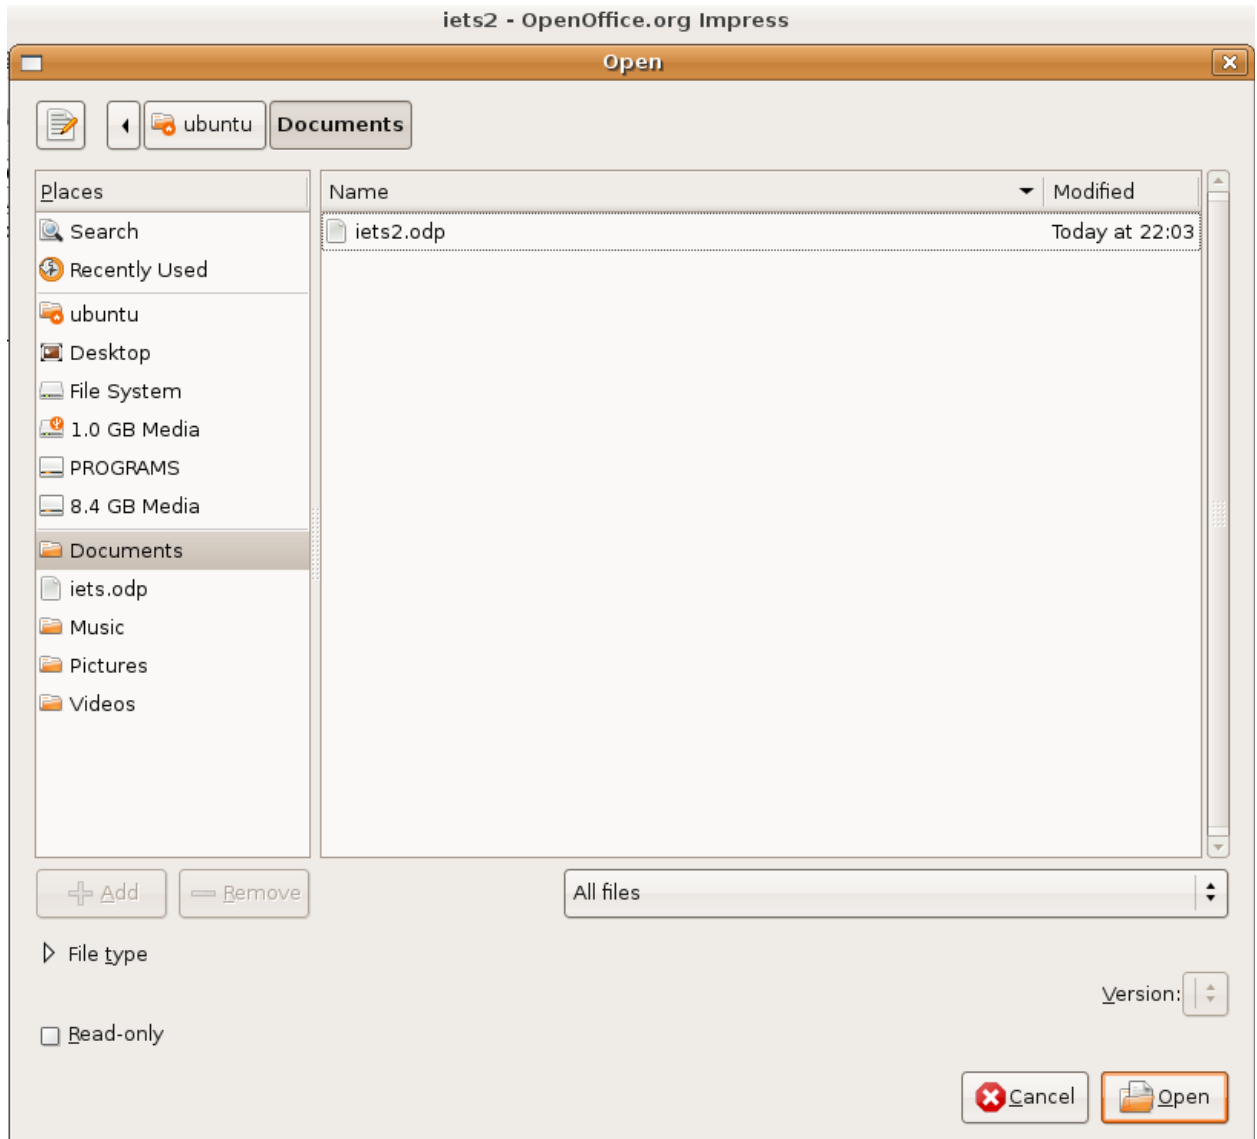 iets2 - OpenOffice.org Impress
Open
ubuntu Documents
Places Name Modified
Search iets2.odp Today at 22:03
Recently Used
ubuntu
Desktop
File System
1.0 GB Media
PROGRAMS
8.4 GB Media
Documents
iets.odp
Music
Pictures
Videos
Add Remove All files
File type
Version:
Read-only
Cancel Open